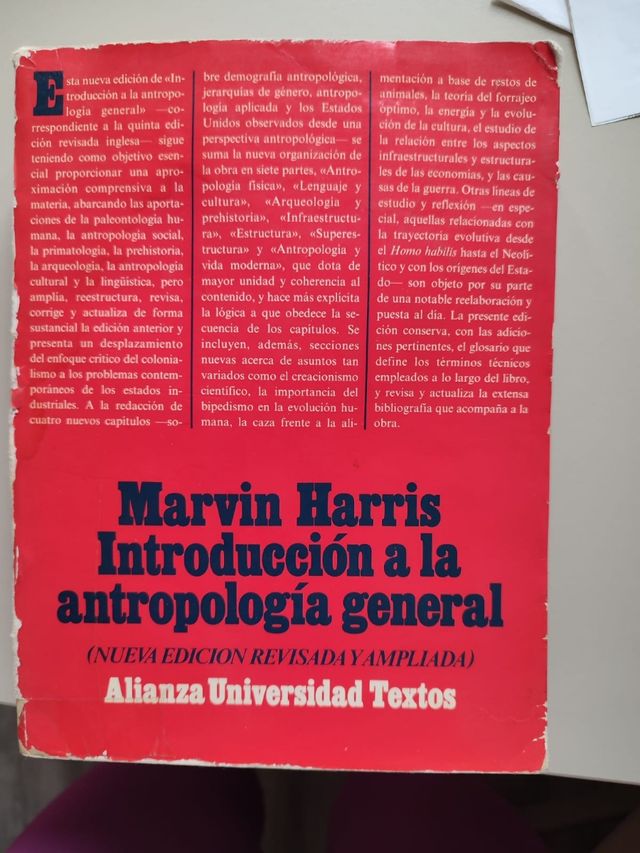 Esta nueva edición de «In-
troducción a la antropo-
logía general» —co-
rrespondiente a la quinta edi-
ción revisada inglesa— sigue
teniendo como objetivo esen-
cial proporcionar una apro-
ximación comprensiva a la
materia, abarcando las aporta-
ciones de la paleontología hu-
mana, la antropología social,
la primatología, la prehistoria,
la arqueología, la antropología
cultural y la lingüística, pero
amplía, reestructura, revisa,
corrige y actualiza de forma
sustancial la edición anterior y
presenta un desplazamiento
del enfoque crítico del colonia-
lismo a los problemas contem-
poráneos de los estados in-
dustriales. A la redacción de
cuatro nuevos capítulos —so-
bre demografía antropológica,
jerarquías de género, antropo-
logía aplicada y los Estados
Unidos observados desde una
perspectiva antropológica— se
suma la nueva organización de
la obra en siete partes, «Antro-
pología física», «Lenguaje y
cultura», «Arqueología y
prehistoria», «Infraestructu-
ra», «Estructura», «Superes-
tructura» y «Antropología y
vida moderna», que dota de
mayor unidad y coherencia al
contenido, y hace más explícita
la lógica a que obedece la se-
cuencia de los capítulos. Se
incluyen, además, secciones
nuevas acerca de asuntos tan
variados como el creacionismo
científico, la importancia del
bipedismo en la evolución hu-
mana, la caza frente a la ali-
mentación a base de restos de
animales, la teoría del forrajeo
óptimo, la energía y la evolu-
ción de la cultura, el estudio de
la relación entre los aspectos
infraestructurales y estructura-
les de las economías, y las cau-
sas de la guerra. Otras líneas de
estudio y reflexión —en espe-
cial, aquellas relacionadas con
la trayectoria evolutiva desde
el Homo habilis hasta el Neolí-
tico y con los orígenes del Esta-
do— son objeto por su parte
de una notable reelaboración y
puesta al día. La presente edi-
ción conserva, con las adicio-
nes pertinentes, el glosario que
define los términos técnicos
empleados a lo largo del libro,
y revisa y actualiza la extensa
bibliografía que acompaña a la
obra.
Marvin Harris
Introducción a la
antropología general
(NUEVA EDICION REVISADA Y AMPLIADA)
Alianza Universidad Textos